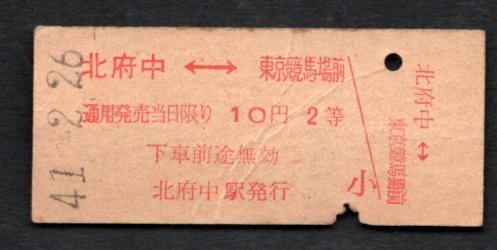 41. 2. 26
北府中 ↔ 東京競馬場前
通用発売当日限り 10円 2等
下車前途無効
北府中駅発行
小
北府中 ↔
東京競馬場前